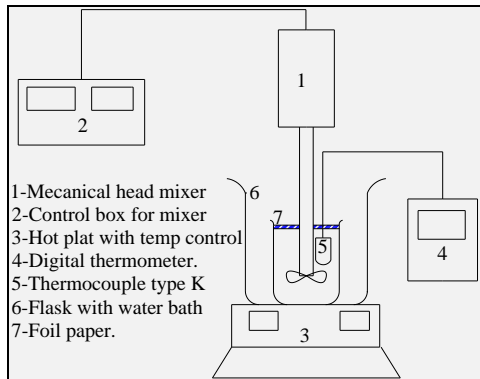 1
2
6
7
5
4
3
1-Mecanical head mixer
2-Control box for mixer
3-Hot plat with temp control
4-Digital thermometer.
5-Thermocouple type K
6-Flask with water bath
7-Foil paper.